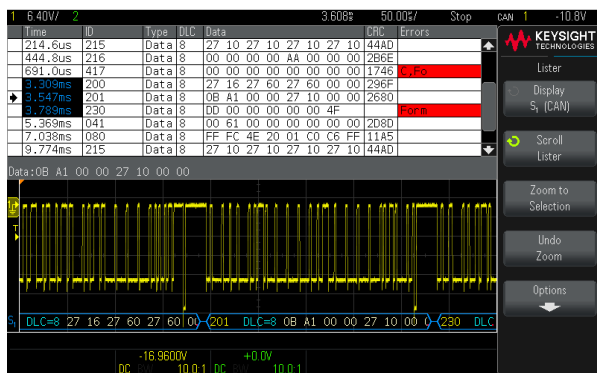 1 6.40V/ 2 3.608s 50.00s/ Stop CAN 1 -10.8V
Time ID Type DLC Data CRC Errors
214.6us 215 Data 8 27 10 27 10 27 10 27 10 44AD
444.8us 216 Data 8 00 00 00 00 AA 00 00 00 2B6E
691.0us 417 Data 8 00 00 00 00 00 00 00 00 1746 C,Fo
3.309ms 200 Data 8 27 16 27 60 27 60 00 00 296F
3.547ms 201 Data 8 0B A1 00 00 27 10 00 00 2680
3.789ms 230 Data 8 DD 00 00 00 00 00 4F Form
5.369ms 041 Data 8 00 61 00 00 00 00 00 00 2D8D
7.038ms 080 Data 8 FF FC 4E 20 01 C0 C6 FF 11A5
9.774ms 215 Data 8 27 10 27 10 27 10 27 10 44AD
Data:0B A1 00 00 27 10 00 00
KEYSIGHT
TECHNOLOGIES
Lister
Display
S₁ (CAN)
Scroll
Lister
Zoom to
Selection
Undo
Zoom
Options
T
S₁ DLC=8 27 16 27 60 27 60 00 201 DLC=8 0B A1 00 00 27 10 00 230 DLC
-16.9600V +0.0V
DC 10.0:1 DC 10.0:1